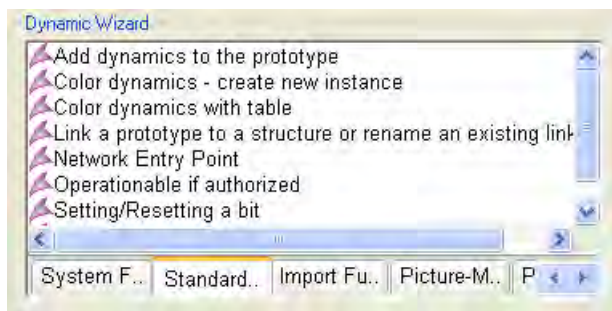 Dynamic Wizard
Add dynamics to the prototype
Color dynamics - create new instance
Color dynamics with table
Link a prototype to a structure or rename an existing link
Network Entry Point
Operationable if authorized
Setting/Resetting a bit
System F.. Standard.. Import Fu.. Picture-M.. P